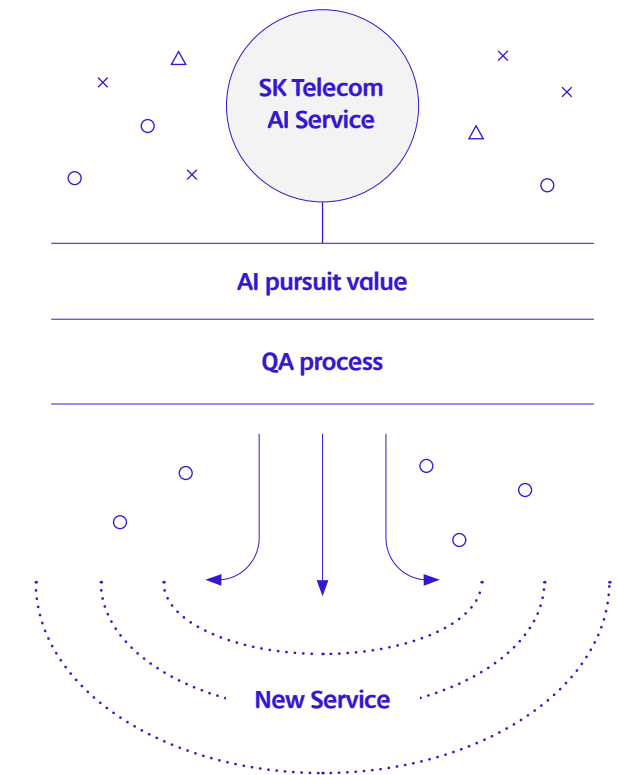 SK Telecom
AI Service
AI pursuit value
QA process
New Service